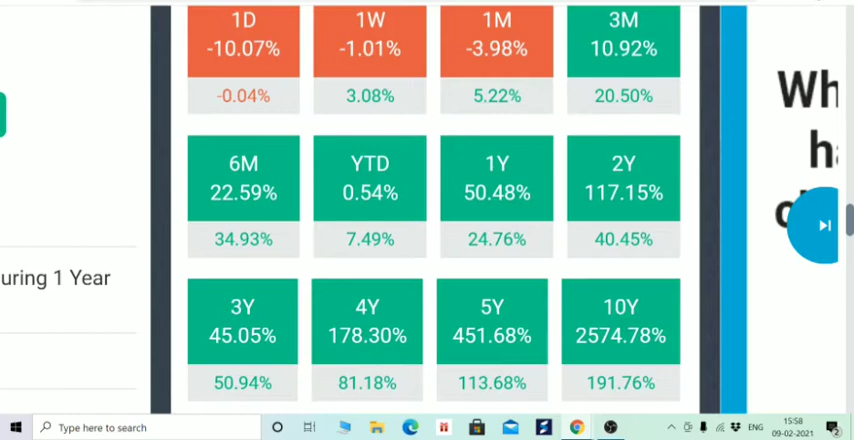 1D 1W 1M 3M
-10.07% -1.01% -3.98% 10.92%
-0.04% 3.08% 5.22% 20.50%
6M YTD 1Y 2Y
22.59% 0.54% 50.48% 117.15%
34.93% 7.49% 24.76% 40.45%
uring 1 Year
3Y 4Y 5Y 10Y
45.05% 178.30% 451.68% 2574.78%
50.94% 81.18% 113.68% 191.76%
Wh
Type here to search
ENG
15:58
09-02-2021
2